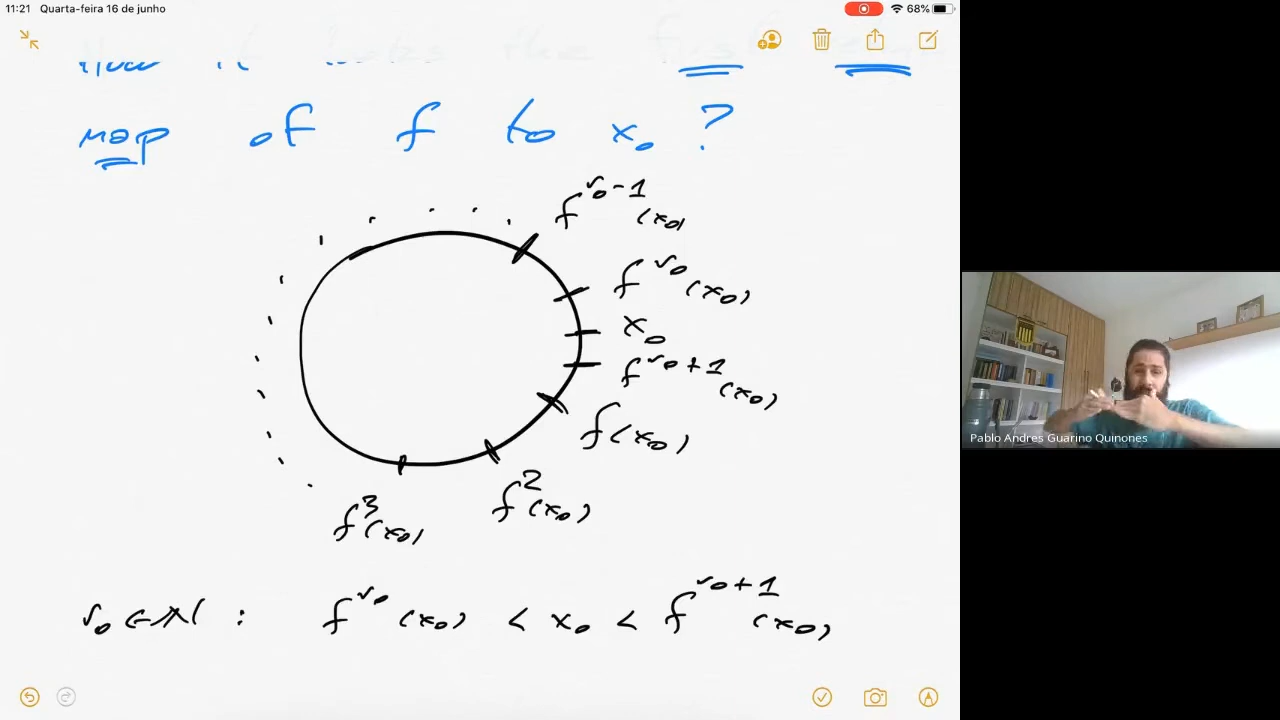 11:21 Quarta-feira 16 de junho 68%
map of f to x₀ ?
f^{r₀-1}(x₀)
f^{r₀}(x₀)
x₀
f^{r₀+1}(x₀)
f(x₀)
f²(x₀)
f³(x₀)
Pablo Andres Guarino Quinones
r₀ ∈ ℕ : f^{r₀}(x₀) < x₀ < f^{r₀+1}(x₀)